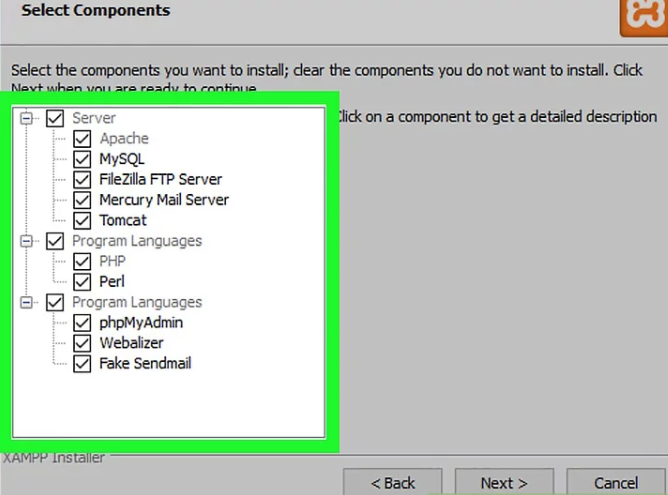 Select Components
Select the components you want to install; clear the components you do not want to install. Click
Next when you are ready to continue.
Click on a component to get a detailed description
Server
Apache
MySQL
FileZilla FTP Server
Mercury Mail Server
Tomcat
Program Languages
PHP
Perl
Program Languages
phpMyAdmin
Webalizer
Fake Sendmail
XAMPP Installer
< Back
Next >
Cancel